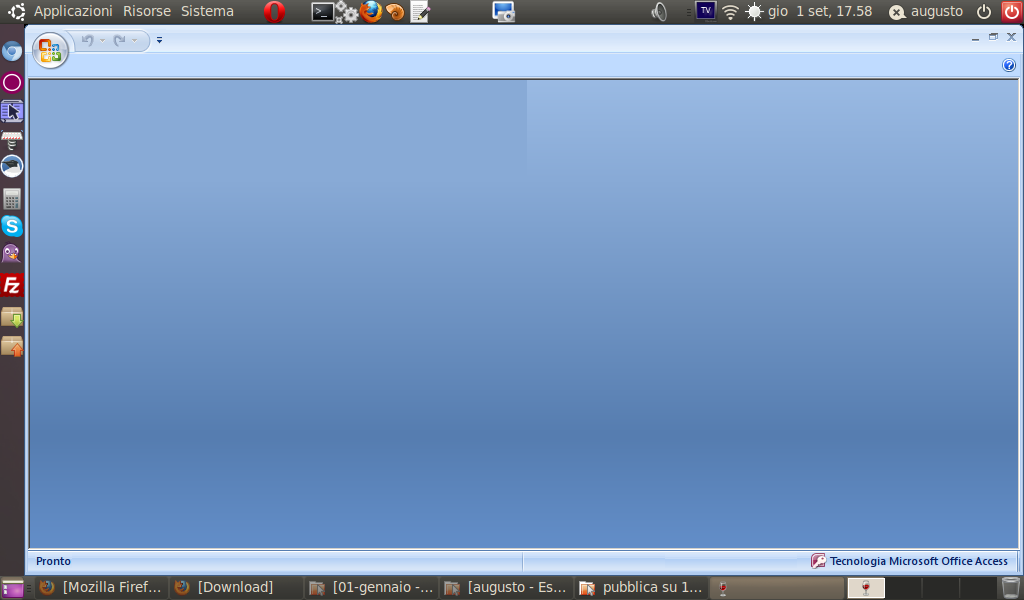 Applicazioni Risorse Sistema
TV
gio 1 set, 17.58
augusto
S
Fz
Pronto
Tecnologia Microsoft Office Access
[Mozilla Firef...
[Download]
[01-gennaio -...
[augusto - Es...
pubblica su 1...